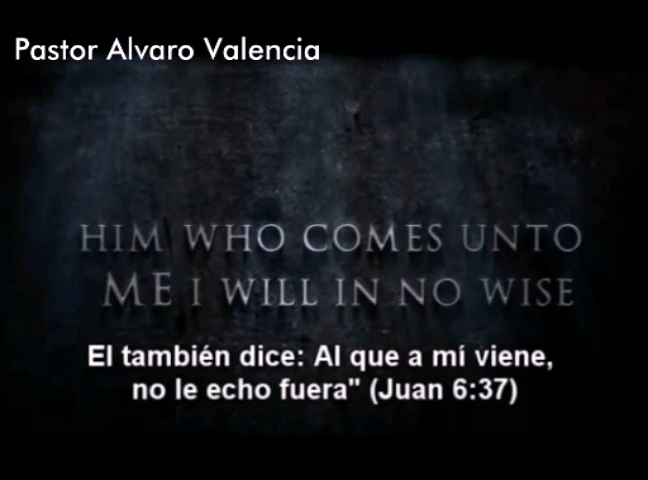 Pastor Alvaro Valencia
HIM WHO COMES UNTO
ME I WILL IN NO WISE
El también dice: Al que a mí viene,
no le echo fuera" (Juan 6:37)